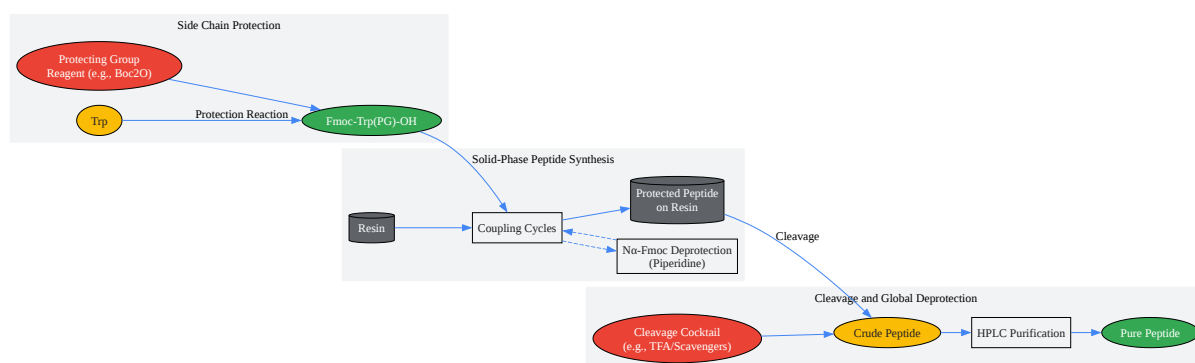 Side Chain Protection
Protecting Group
Reagent (e.g., Boc2O)
Trp
Protection Reaction
Fmoc-Trp(PG)-OH
Solid-Phase Peptide Synthesis
Resin
Coupling Cycles
Protected Peptide
on Resin
Nα-Fmoc Deprotection
(Piperidine)
Cleavage
Cleavage and Global Deprotection
Cleavage Cocktail
(e.g., TFA/Scavengers)
Crude Peptide
HPLC Purification
Pure Peptide